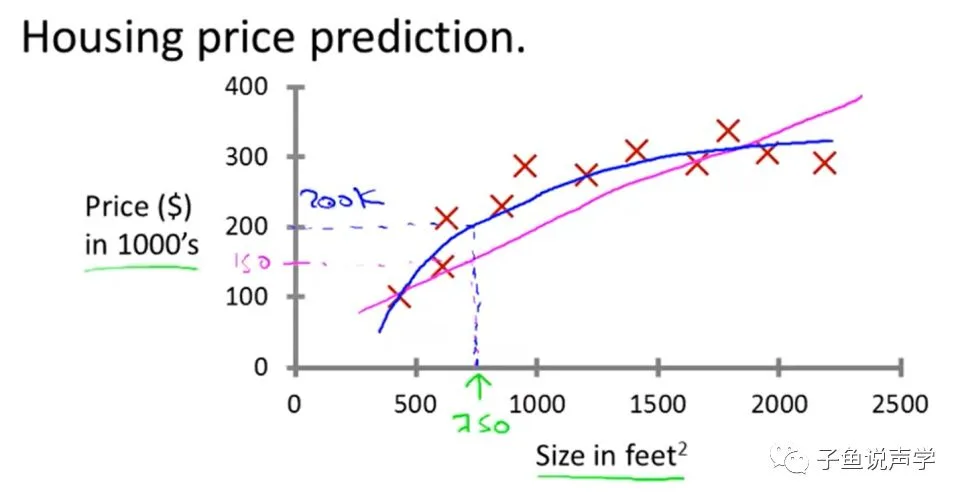 Housing price prediction.
400
300
200K
Price ($)
in 1000's
200
150
100
0
0 500 1000 1500 2000 2500
750
Size in feet²
子鱼说声学